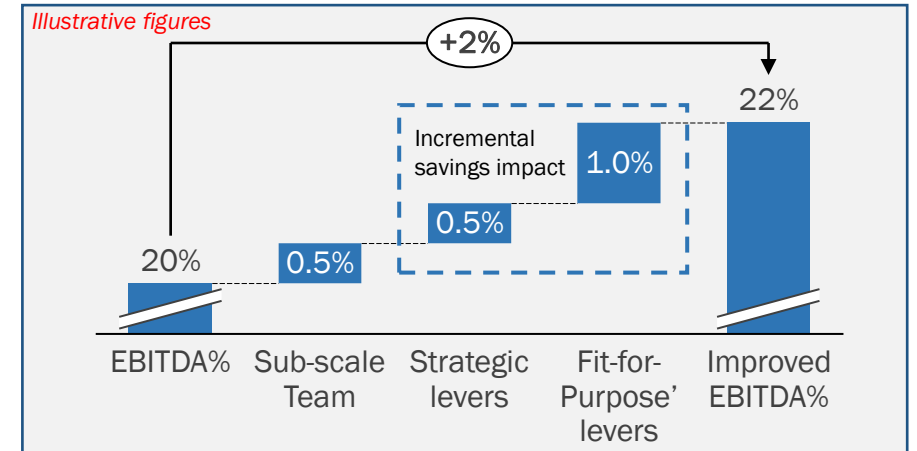 Illustrative figures
+2%
22%
Incremental
savings impact
1.0%
0.5%
20%
0.5%
EBITDA%
Sub-scale
Team
Strategic
levers
Fit-for-
Purpose’
levers
Improved
EBITDA%